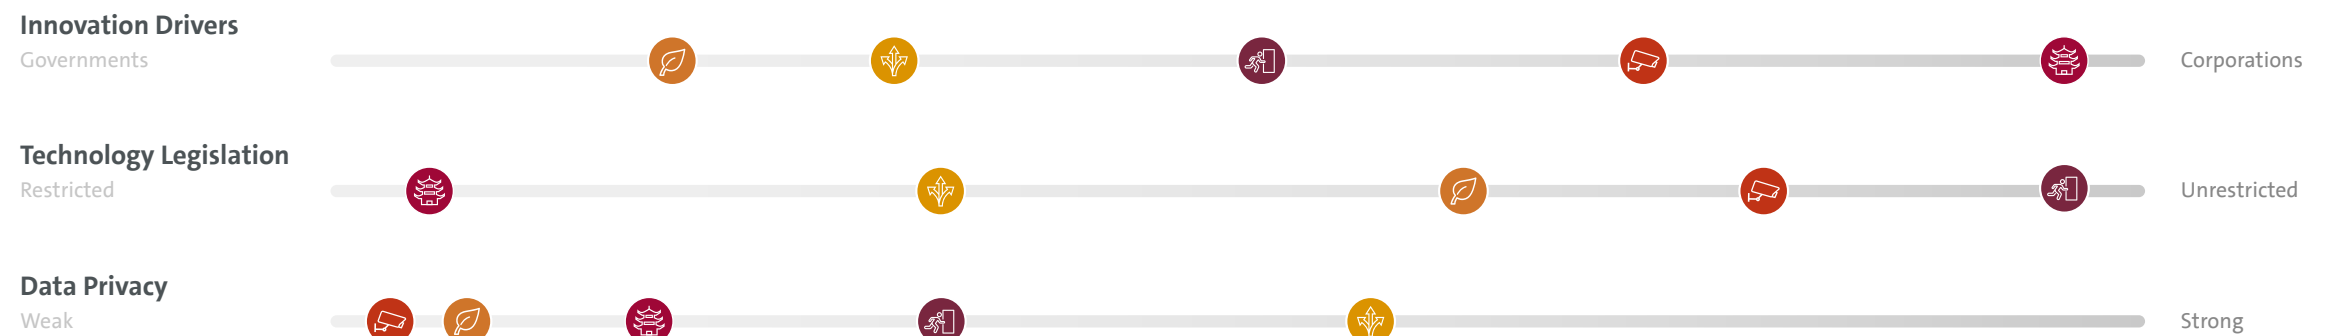 Innovation Drivers
Governments
Corporations
Technology Legislation
Restricted
Unrestricted
Data Privacy
Weak
Strong